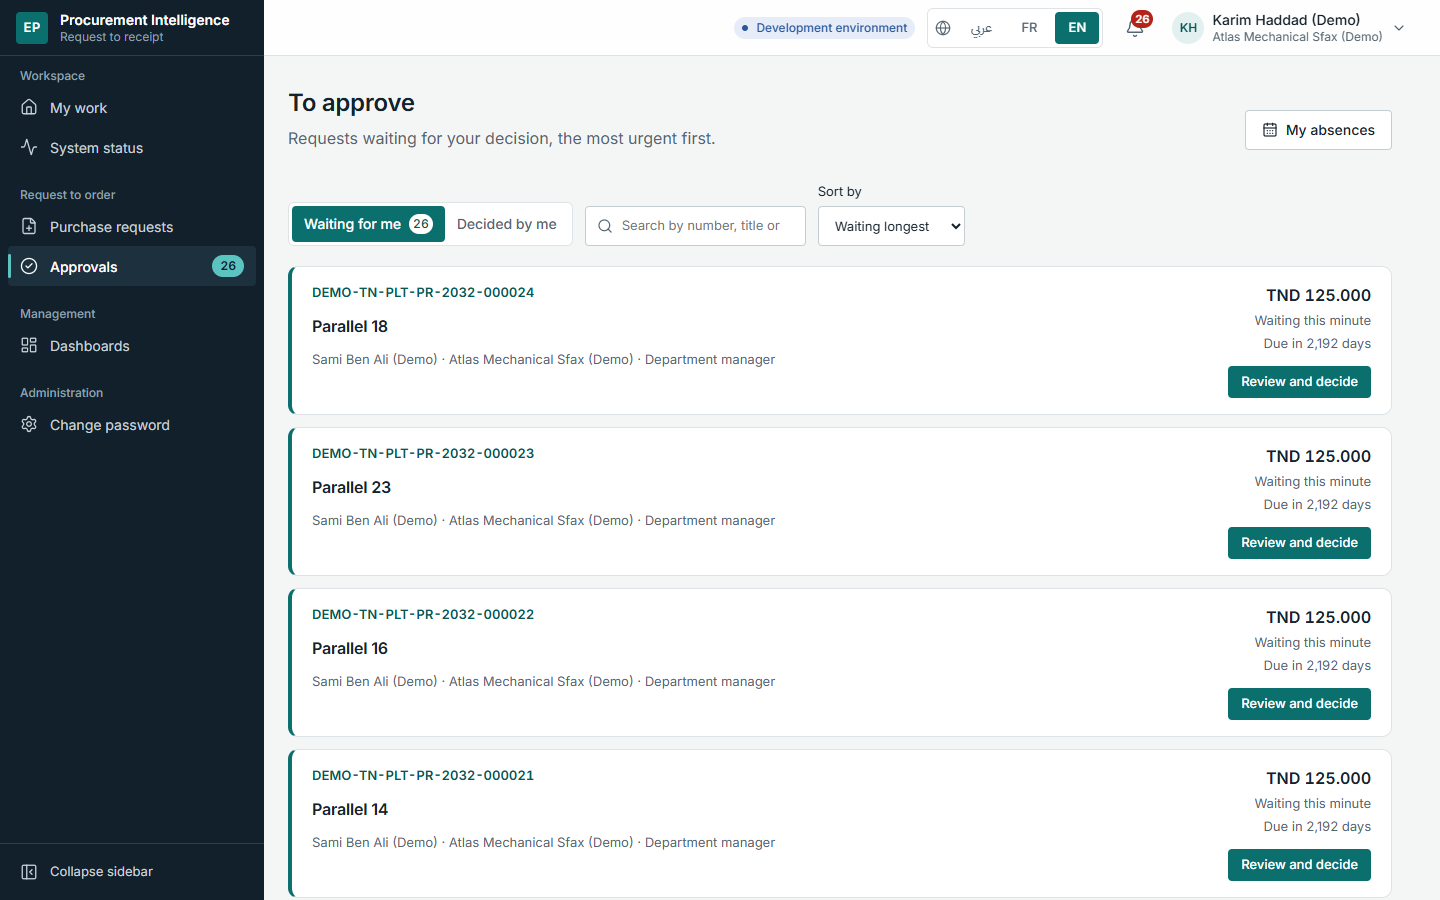 EP
Procurement Intelligence
Request to receipt
Development environment
عربي
FR
EN
26
KH
Karim Haddad (Demo)
Atlas Mechanical Sfax (Demo)
Workspace
My work
System status
Request to order
Purchase requests
Approvals
26
Management
Dashboards
Administration
Change password
Collapse sidebar
To approve
Requests waiting for your decision, the most urgent first.
My absences
Waiting for me 26
Decided by me
Search by number, title or
Sort by
Waiting longest
DEMO-TN-PLT-PR-2032-000024
Parallel 18
Sami Ben Ali (Demo) · Atlas Mechanical Sfax (Demo) · Department manager
TND 125.000
Waiting this minute
Due in 2,192 days
Review and decide
DEMO-TN-PLT-PR-2032-000023
Parallel 23
Sami Ben Ali (Demo) · Atlas Mechanical Sfax (Demo) · Department manager
TND 125.000
Waiting this minute
Due in 2,192 days
Review and decide
DEMO-TN-PLT-PR-2032-000022
Parallel 16
Sami Ben Ali (Demo) · Atlas Mechanical Sfax (Demo) · Department manager
TND 125.000
Waiting this minute
Due in 2,192 days
Review and decide
DEMO-TN-PLT-PR-2032-000021
Parallel 14
Sami Ben Ali (Demo) · Atlas Mechanical Sfax (Demo) · Department manager
TND 125.000
Waiting this minute
Due in 2,192 days
Review and decide